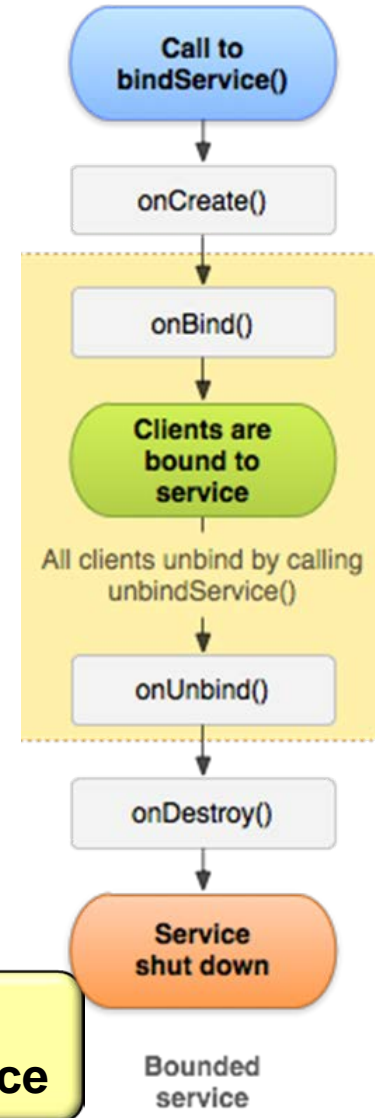 Call to
bindService()
onCreate()
onBind()
Clients are
bound to
service
All clients unbind by calling
unbindService()
onUnbind()
onDestroy()
Service
shut down
Bounded
service